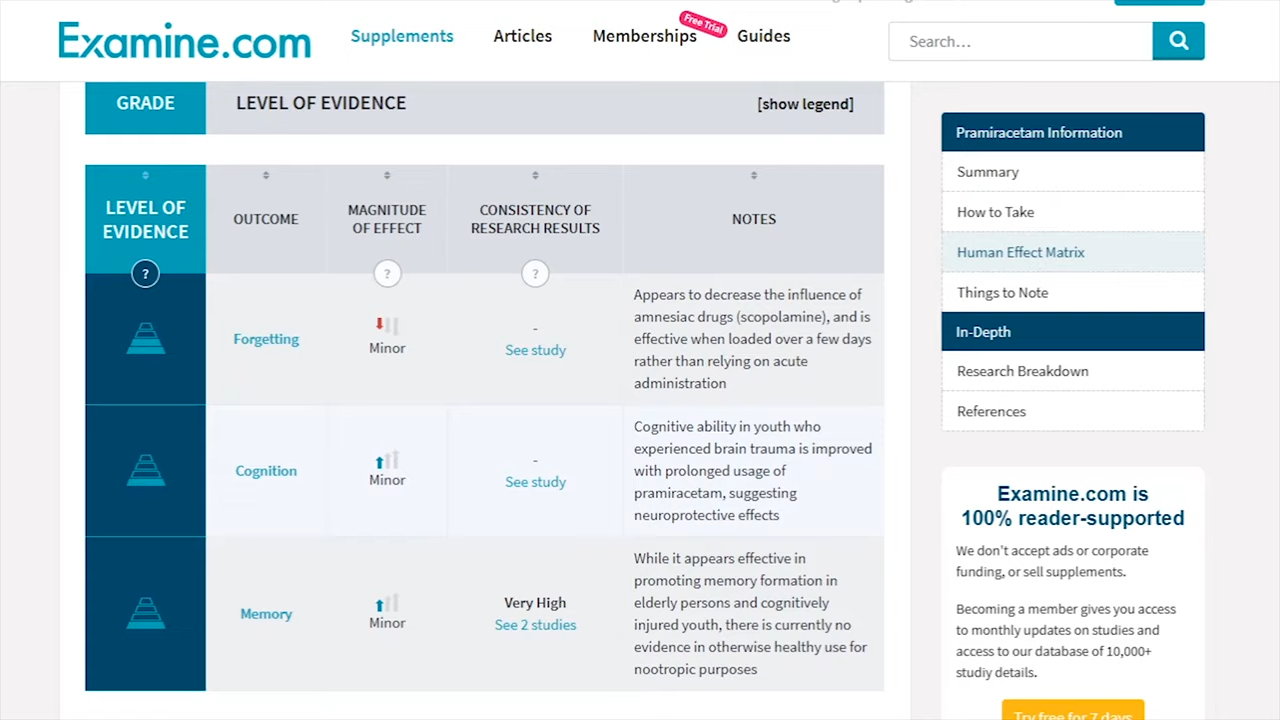 Examine.com
Supplements
Articles
Memberships
Free Trial
Guides
Search...
GRADE
LEVEL OF EVIDENCE
[show legend]
LEVEL OF
EVIDENCE
?
OUTCOME
MAGNITUDE
OF EFFECT
?
CONSISTENCY OF
RESEARCH RESULTS
?
NOTES
Forgetting
Minor
-
See study
Appears to decrease the influence of
amnesiac drugs (scopolamine), and is
effective when loaded over a few days
rather than relying on acute
administration
Cognition
Minor
-
See study
Cognitive ability in youth who
experienced brain trauma is improved
with prolonged usage of
pramiracetam, suggesting
neuroprotective effects
Memory
Minor
Very High
See 2 studies
While it appears effective in
promoting memory formation in
elderly persons and cognitively
injured youth, there is currently no
evidence in otherwise healthy use for
nootropic purposes
Pramiracetam Information
Summary
How to Take
Human Effect Matrix
Things to Note
In-Depth
Research Breakdown
References
Examine.com is
100% reader-supported
We don't accept ads or corporate
funding, or sell supplements.
Becoming a member gives you access
to monthly updates on studies and
access to our database of 10,000+
studiy details.
Try free for 7 days